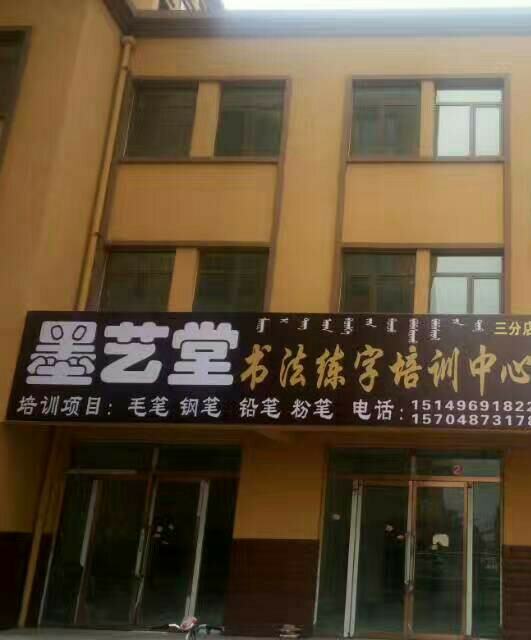 三分店
墨艺堂 书法练字培训中心
培训项目：毛笔 钢笔 铅笔 粉笔 电话：15149691822
15704873178
2